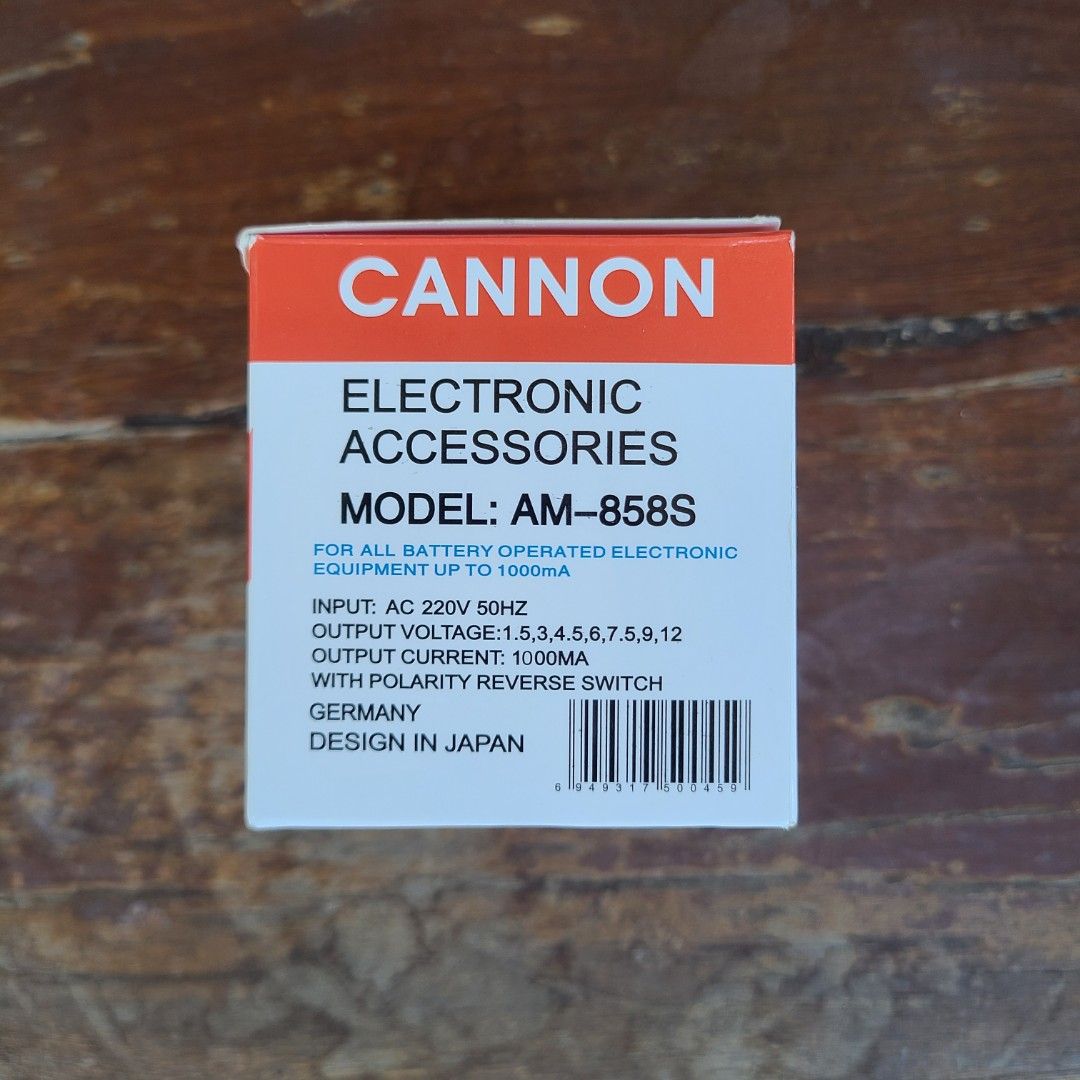 CANNON
ELECTRONIC
ACCESSORIES
MODEL: AM-858S
FOR ALL BATTERY OPERATED ELECTRONIC
EQUIPMENT UP TO 1000mA
INPUT: AC 220V 50HZ
OUTPUT VOLTAGE:1.5,3,4.5,6,7.5,9,12
OUTPUT CURRENT: 1000MA
WITH POLARITY REVERSE SWITCH
GERMANY
DESIGN IN JAPAN
6 949317 500459